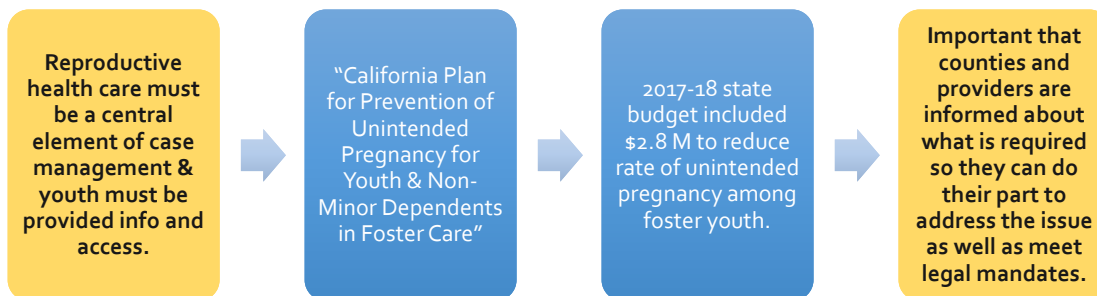 Reproductive
health care must
be a central
element of case
management &
youth must be
provided info and
access.
“California Plan
for Prevention of
Unintended
Pregnancy for
Youth & Non-
Minor Dependents
in Foster Care”
2017-18 state
budget included
$2.8 M to reduce
rate of unintended
pregnancy among
foster youth.
Important that
counties and
providers are
informed about
what is required
so they can do
their part to
address the issue
as well as meet
legal mandates.